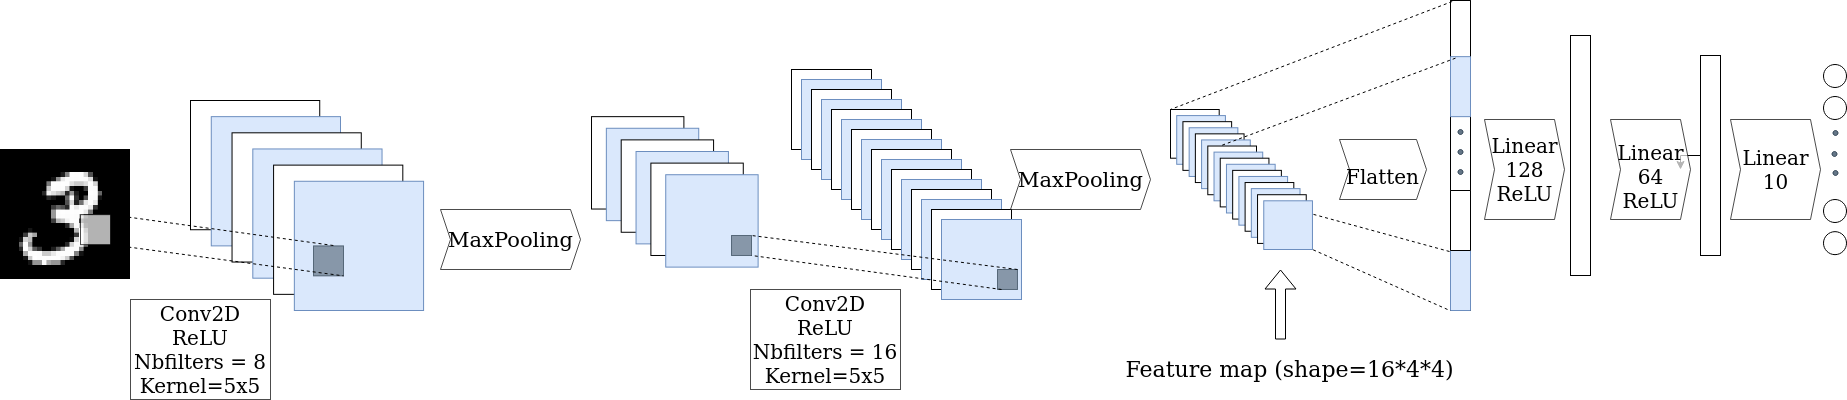 Conv2D
ReLU
Nbfilters = 8
Kernel=5x5
MaxPooling
Conv2D
ReLU
Nbfilters = 16
Kernel=5x5
MaxPooling
Feature map (shape=16*4*4)
Flatten
Linear
128
ReLU
Linear
64
ReLU
Linear
10
3